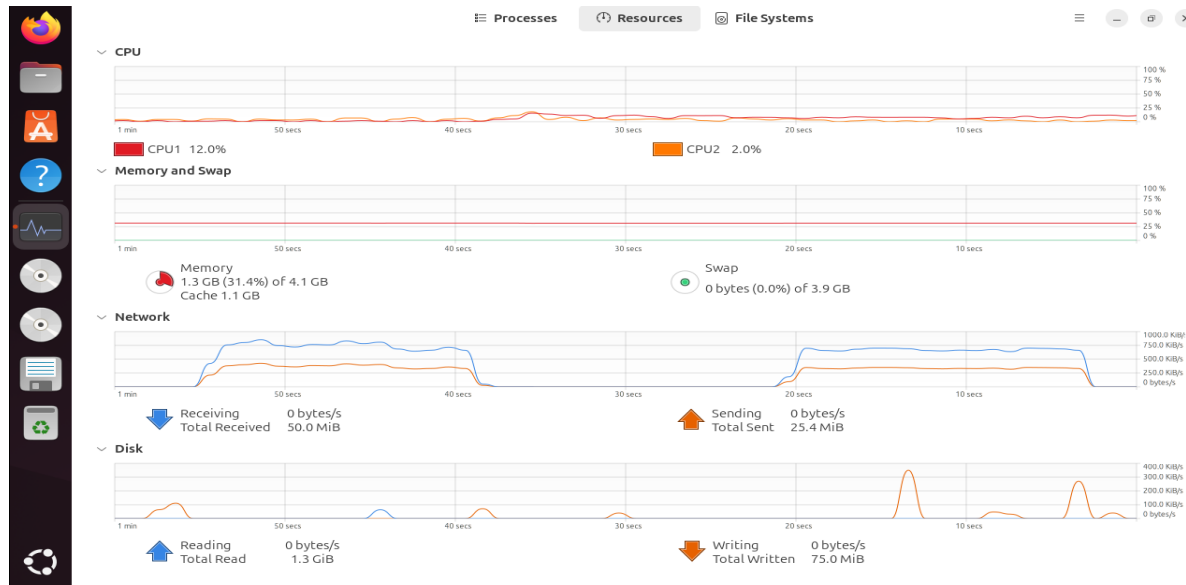 Processes Resources File Systems
CPU
100 %
75 %
50 %
25 %
0 %
1 min 50 secs 40 secs 30 secs 20 secs 10 secs
CPU1 12.0% CPU2 2.0%
Memory and Swap
100 %
75 %
50 %
25 %
0 %
1 min 50 secs 40 secs 30 secs 20 secs 10 secs
Memory Swap
1.3 GB (31.4%) of 4.1 GB 0 bytes (0.0%) of 3.9 GB
Cache 1.1 GB
Network
1000.0 KiB/s
750.0 KiB/s
500.0 KiB/s
250.0 KiB/s
0 bytes/s
1 min 50 secs 40 secs 30 secs 20 secs 10 secs
Receiving 0 bytes/s Sending 0 bytes/s
Total Received 50.0 MiB Total Sent 25.4 MiB
Disk
400.0 KiB/s
300.0 KiB/s
200.0 KiB/s
100.0 KiB/s
0 bytes/s
1 min 50 secs 40 secs 30 secs 20 secs 10 secs
Reading 0 bytes/s Writing 0 bytes/s
Total Read 1.3 GiB Total Written 75.0 MiB